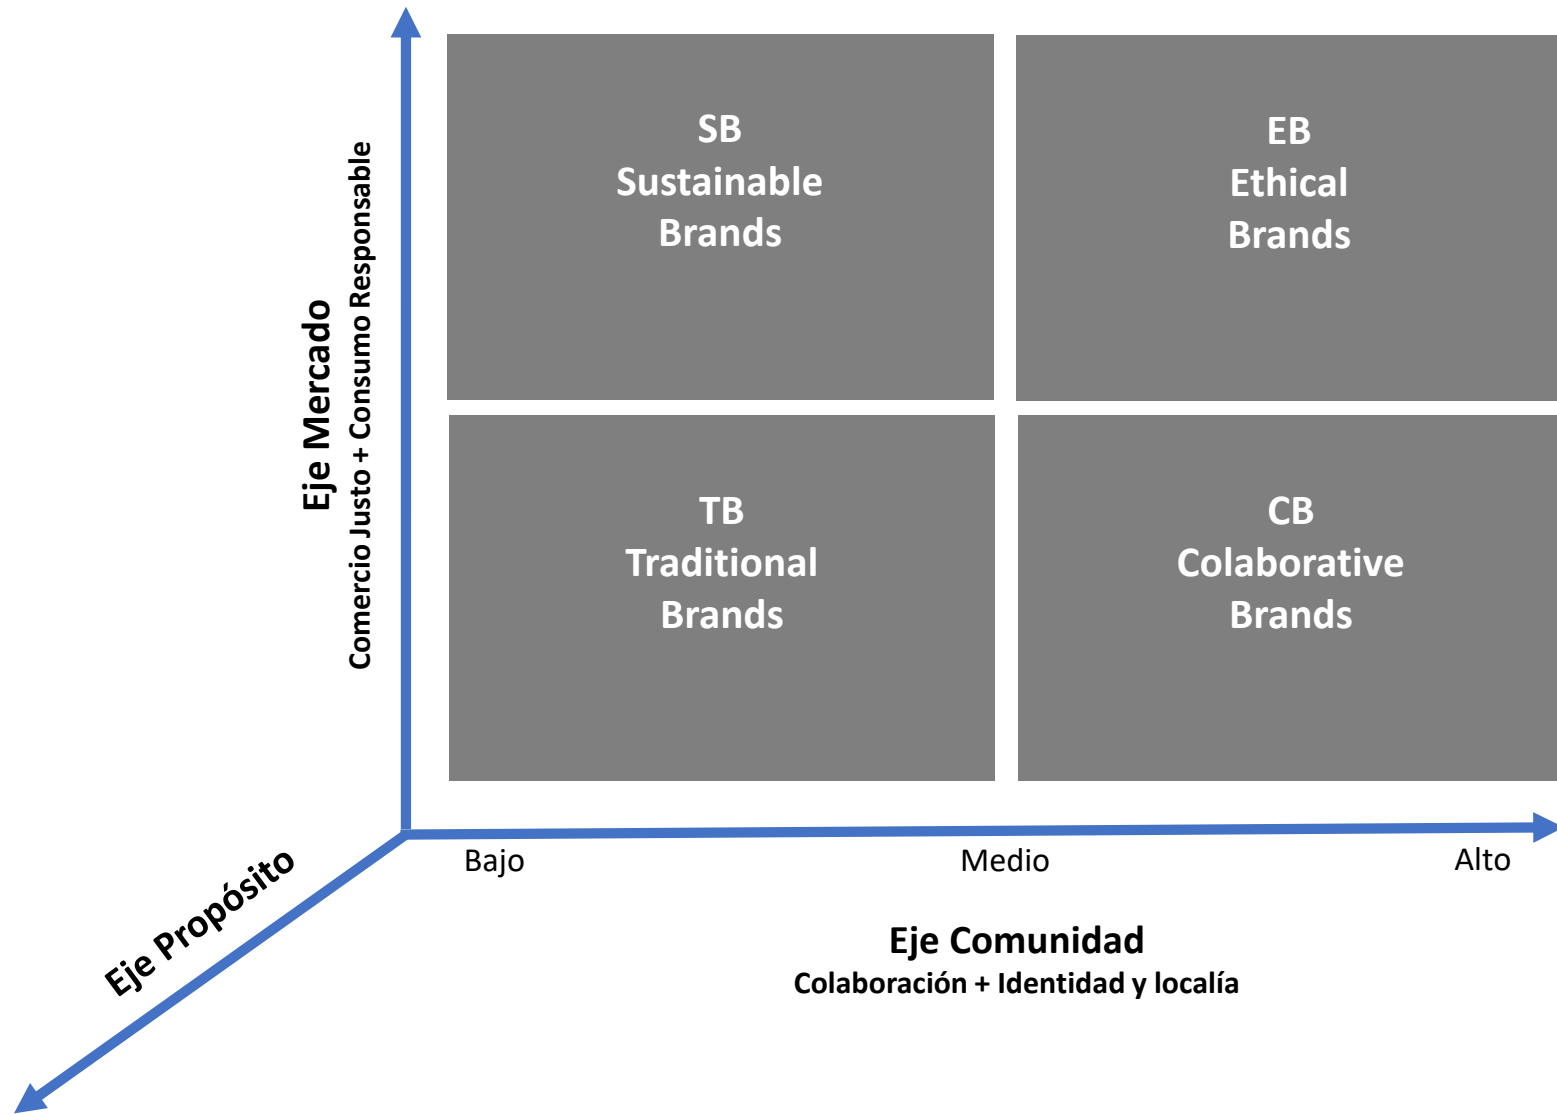 SB
Sustainable
Brands
EB
Ethical
Brands
Eje Mercado
Comercio Justo + Consumo Responsable
TB
Traditional
Brands
CB
Colaborative
Brands
Bajo
Medio
Alto
Eje Propósito
Eje Comunidad
Colaboración + Identidad y localía